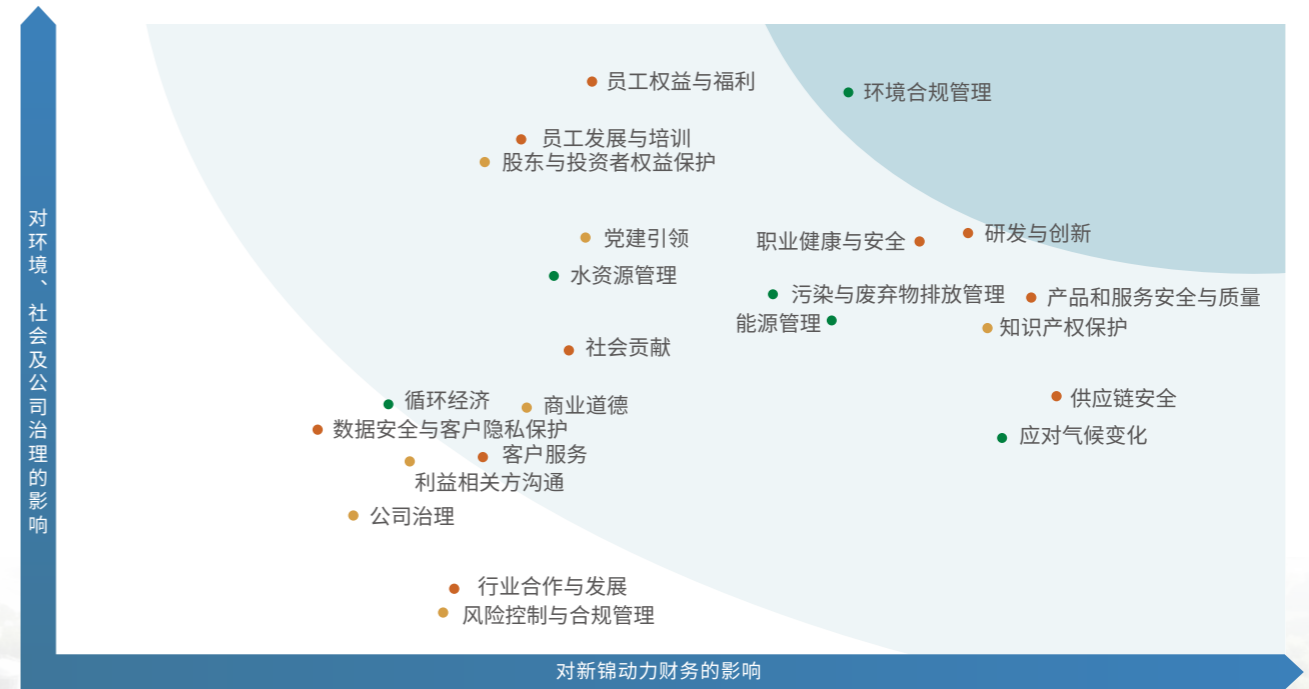 员工权益与福利
环境合规管理
员工发展与培训
股东与投资者权益保护
党建引领
职业健康与安全
研发与创新
水资源管理
污染与废弃物排放管理
产品和服务安全与质量
能源管理
知识产权保护
社会贡献
循环经济
商业道德
供应链安全
数据安全与客户隐私保护
应对气候变化
客户服务
利益相关方沟通
公司治理
行业合作与发展
风险控制与合规管理
对环境、社会及公司治理的影响
对新锦动力财务的影响